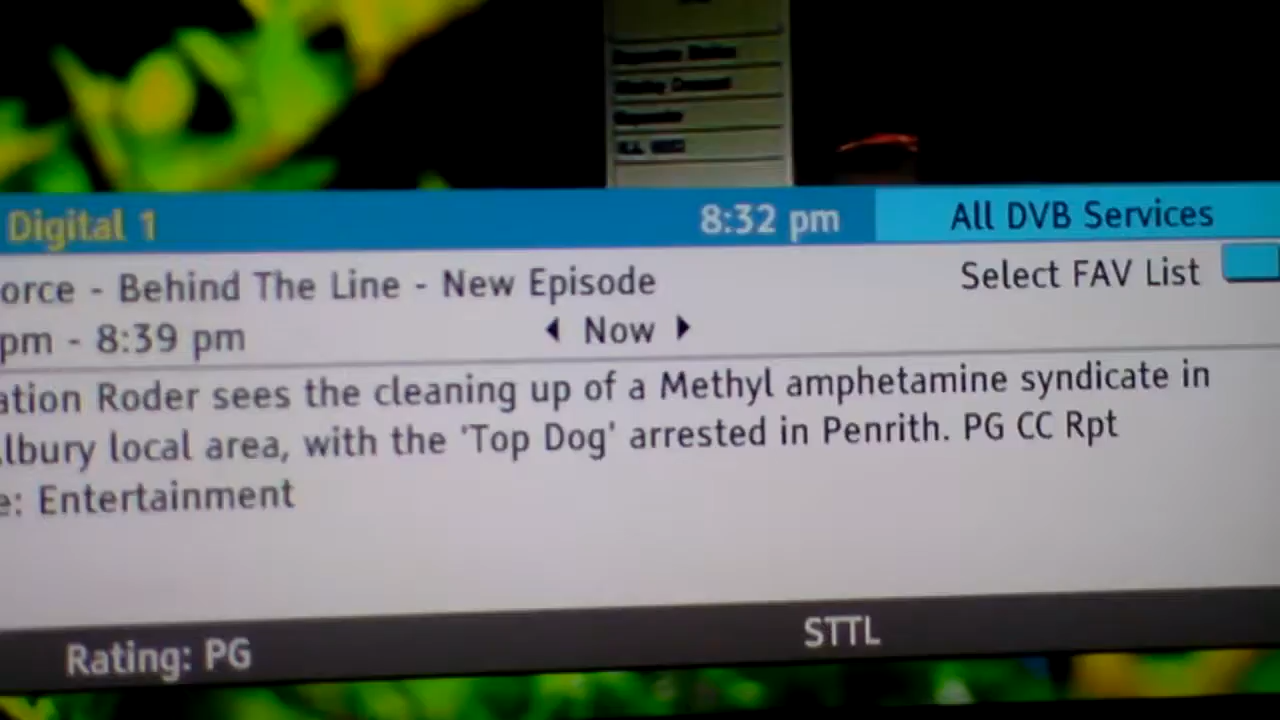 Digital 1
8:32 pm
All DVB Services
orce - Behind The Line - New Episode
Select FAV List
pm - 8:39 pm
Now
ation Roder sees the cleaning up of a Methyl amphetamine syndicate in
lbury local area, with the 'Top Dog' arrested in Penrith. PG CC Rpt
e: Entertainment
Rating: PG
STTL